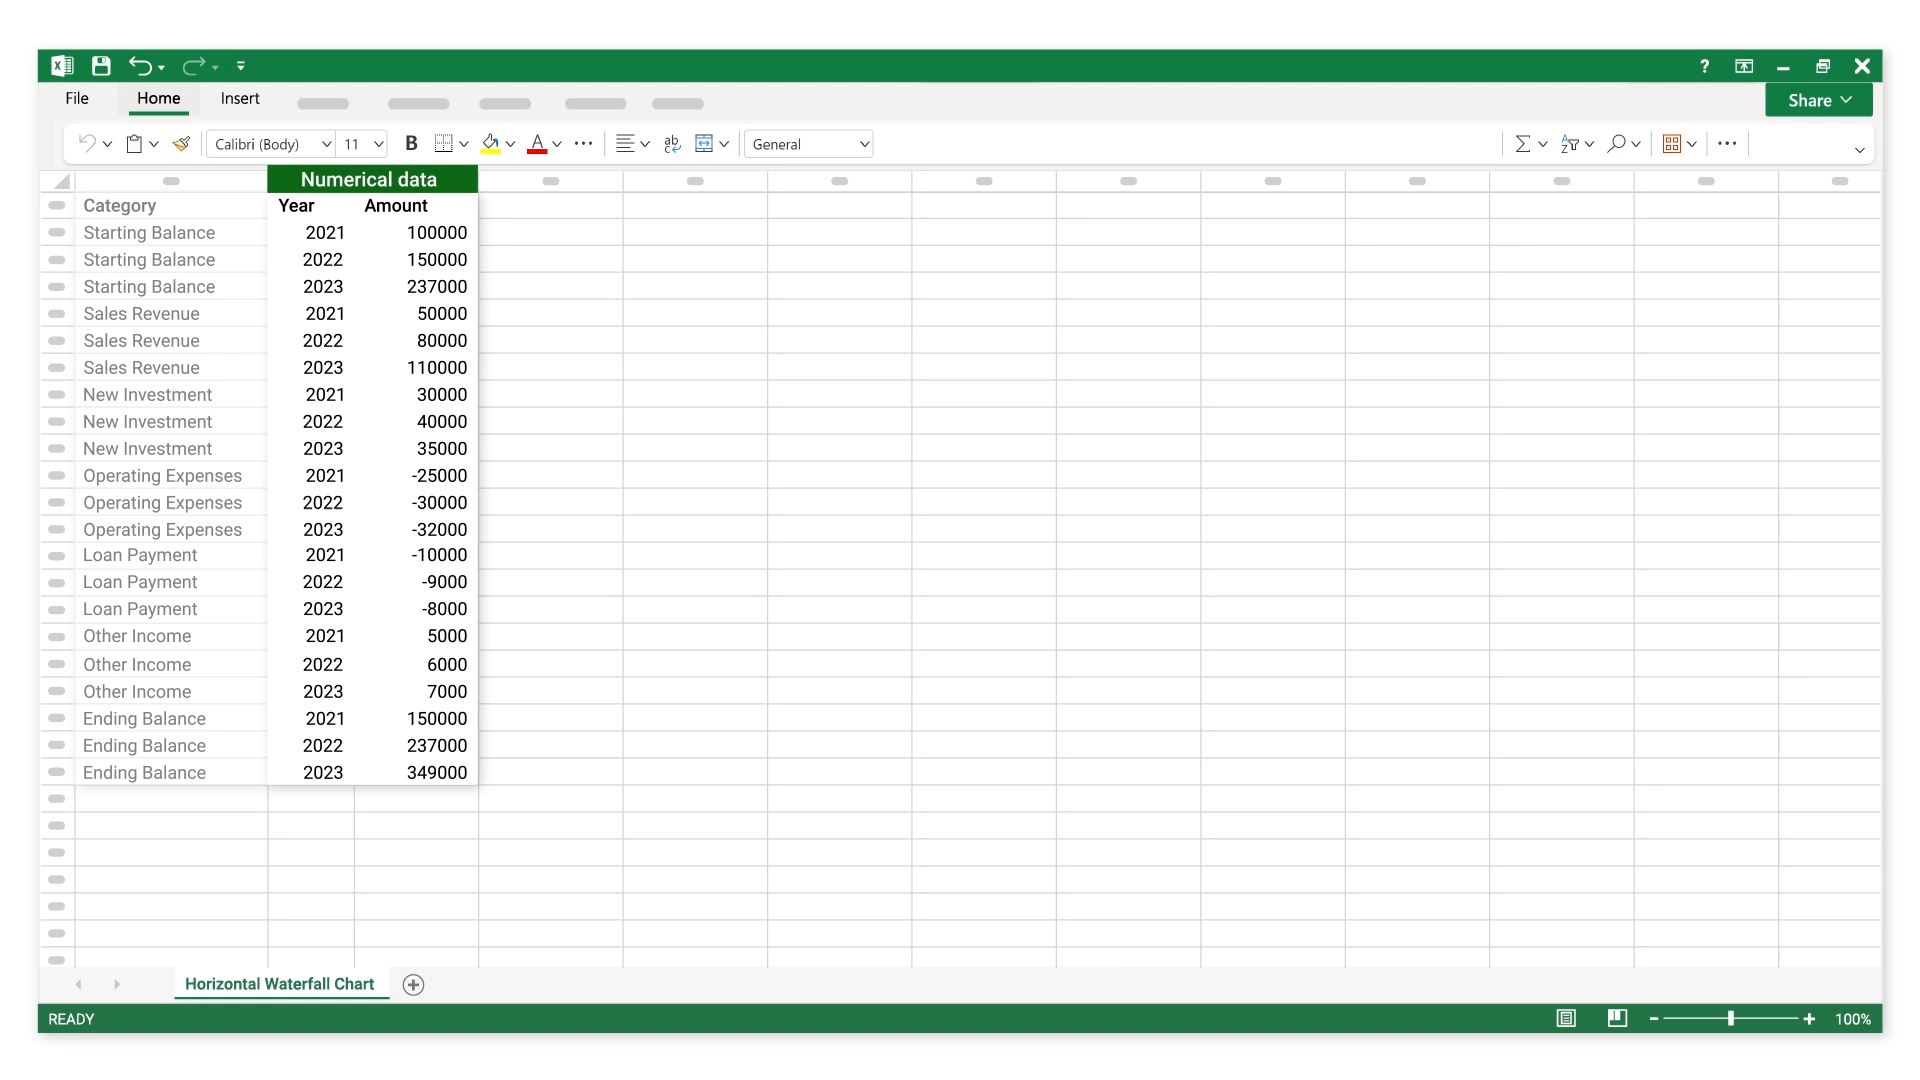 File Home Insert Share
Calibri (Body) 11 B A ab c General Σ A Z
Numerical data
Category Year Amount
Starting Balance 2021 100000
Starting Balance 2022 150000
Starting Balance 2023 237000
Sales Revenue 2021 50000
Sales Revenue 2022 80000
Sales Revenue 2023 110000
New Investment 2021 30000
New Investment 2022 40000
New Investment 2023 35000
Operating Expenses 2021 -25000
Operating Expenses 2022 -30000
Operating Expenses 2023 -32000
Loan Payment 2021 -10000
Loan Payment 2022 -9000
Loan Payment 2023 -8000
Other Income 2021 5000
Other Income 2022 6000
Other Income 2023 7000
Ending Balance 2021 150000
Ending Balance 2022 237000
Ending Balance 2023 349000
Horizontal Waterfall Chart
READY 100%